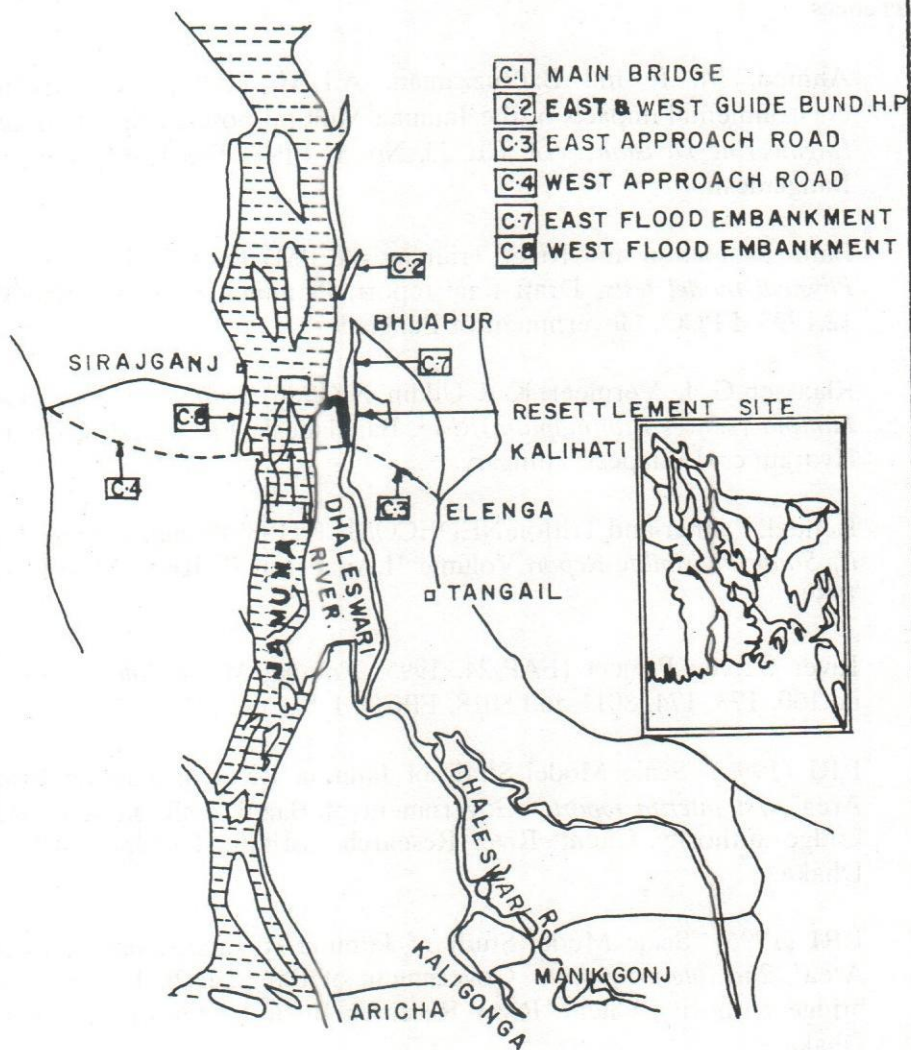 C·1 MAIN BRIDGE
C·2 EAST & WEST GUIDE BUND.H.P
C·3 EAST APPROACH ROAD
C·4 WEST APPROACH ROAD
C·7 EAST FLOOD EMBANKMENT
C·8 WEST FLOOD EMBANKMENT
C·2
BHUAPUR
SIRAJGANJ
C·7
C·8
RESETTLEMENT SITE
KALIHATI
C·4
C·3
ELENGA
DHALESWARI
RIVER
JAMUNA
TANGAIL
DHALESWARI R.
KALIGONGA
MANIKGONJ
ARICHA